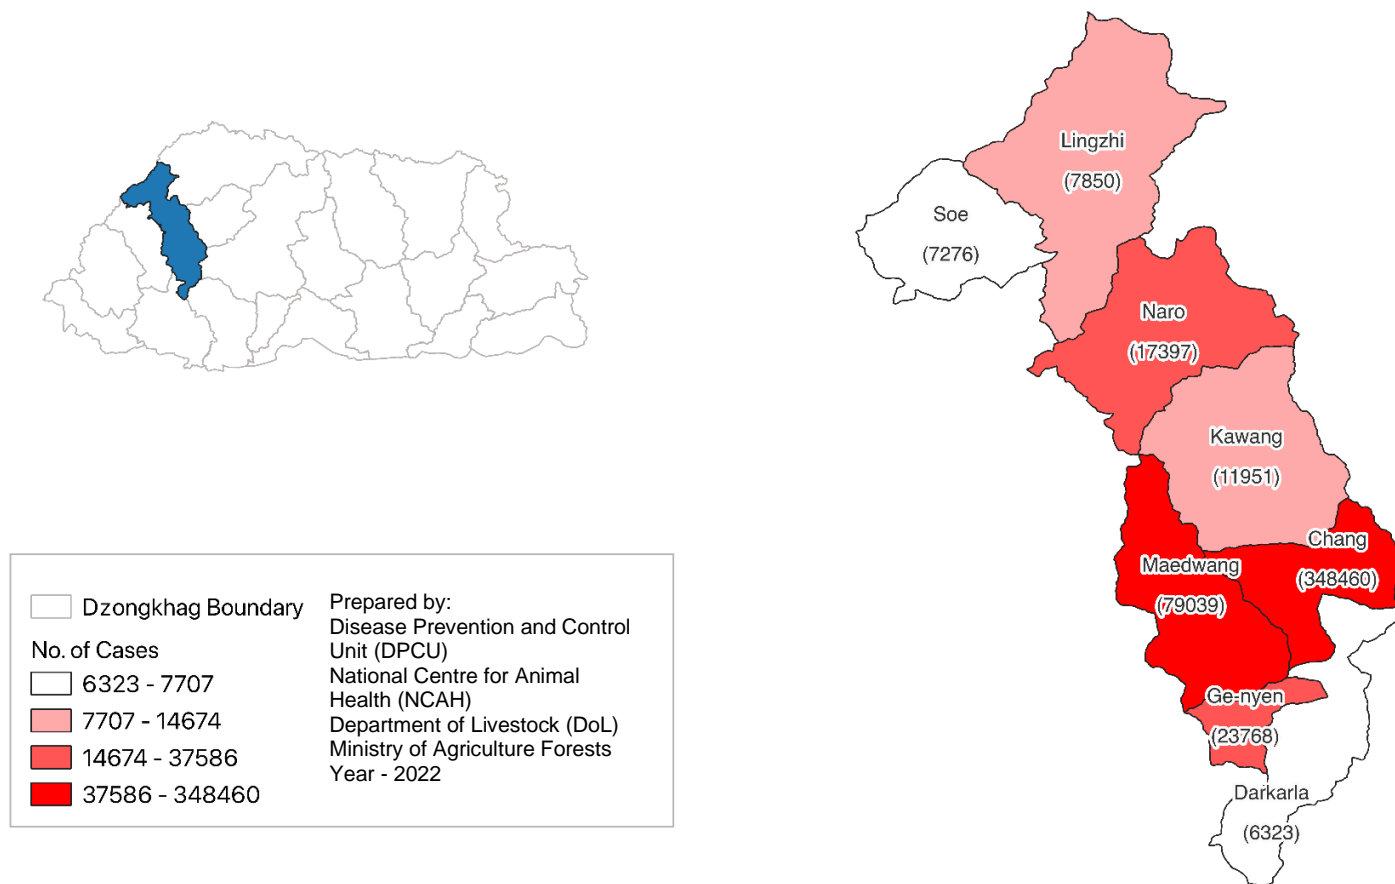 Lingzhi
(7850)
Soe
(7276)
Naro
(17397)
Kawang
(11951)
Chang
(348460)
Maedwang
(79039)
Ge-nyen
(23768)
Darkarla
(6323)
Dzongkhag Boundary
No. of Cases
6323 - 7707
7707 - 14674
14674 - 37586
37586 - 348460
Prepared by:
Disease Prevention and Control
Unit (DPCU)
National Centre for Animal
Health (NCAH)
Department of Livestock (DoL)
Ministry of Agriculture Forests
Year - 2022